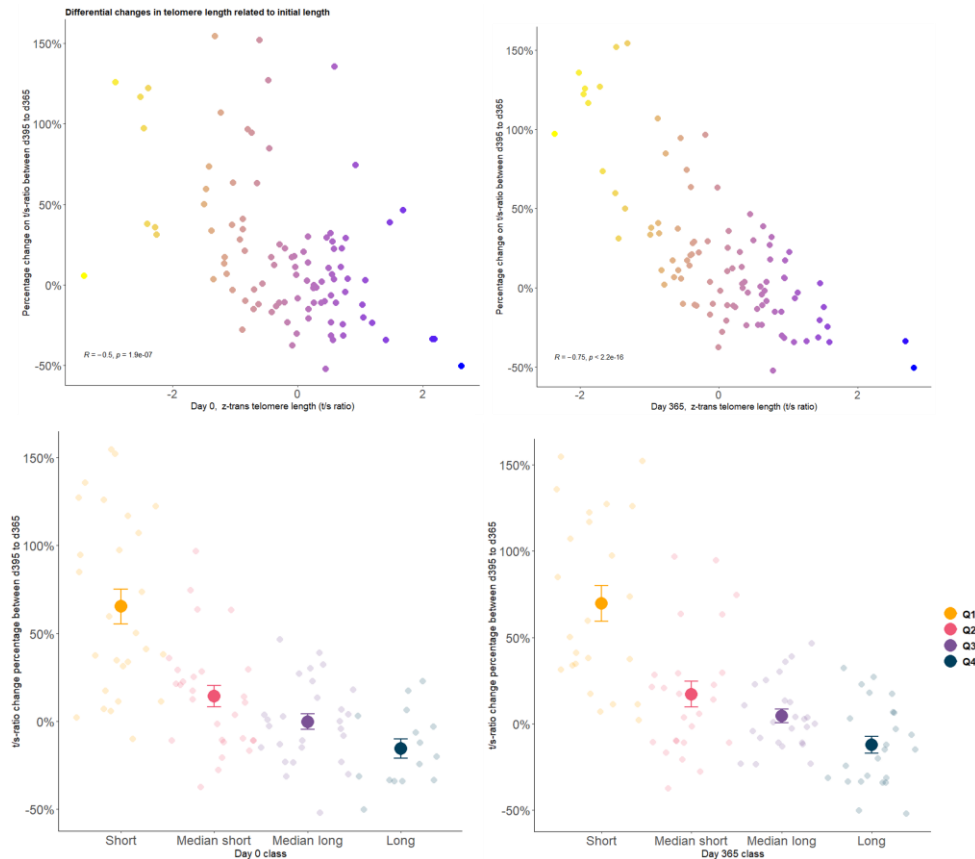 Differential changes in telomere length related to initial length
Percentage change on t/s-ratio between d395 to d365
150%
100%
50%
0%
-50%
R = −0.5, p = 1.9e-07
-2
0
2
Day 0, z-trans telomere length (t/s ratio)
Percentage change on t/s-ratio between d395 to d365
150%
100%
50%
0%
-50%
R = −0.75, p < 2.2e-16
-2
0
2
Day 365, z-trans telomere length (t/s ratio)
t/s-ratio change percentage between d395 to d365
150%
100%
50%
0%
-50%
Short
Median short
Median long
Long
Day 0 class
t/s-ratio change percentage between d395 to d365
150%
100%
50%
0%
-50%
Short
Median short
Median long
Long
Day 365 class
Q1
Q2
Q3
Q4